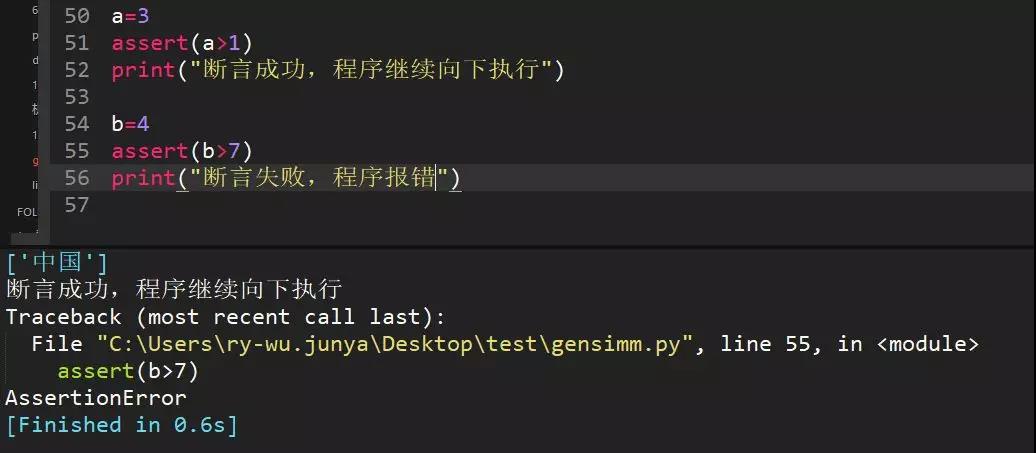 6
p
d
1
1
g
li
FOL
50 a=3
51 assert(a>1)
52 print("断言成功，程序继续向下执行")
53
54 b=4
55 assert(b>7)
56 print("断言失败，程序报错")
57
['中国']
断言成功，程序继续向下执行
Traceback (most recent call last):
File "C:\Users\ry-wu.junya\Desktop\test\gensimm.py", line 55, in <module>
assert(b>7)
AssertionError
[Finished in 0.6s]